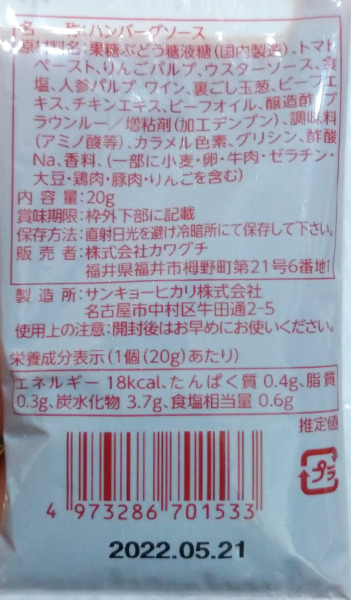 名 称:ハンバーグソース
原材料名:果糖ぶどう糖液糖(国内製造)、トマト
ペースト、りんごパルプ、ウスターソース、食
塩、人参パルプ、ワイン、裏ごし玉葱、ビーフエ
キス、チキンエキス、ビーフオイル、醸造酢、ブ
ラウンルー/増粘剤(加工デンプン)、調味料
(アミノ酸等)、カラメル色素、グリシン、酢酸
Na、香料、(一部に小麦・卵・牛肉・ゼラチン・
大豆・鶏肉・豚肉・りんごを含む)
内 容 量:20g
賞味期限:枠外下部に記載
保存方法:直射日光を避け冷暗所にて保存して下さい。
販 売 者:株式会社カワグチ
福井県福井市栂野町第21号6番地1
製 造 所:サンキョーヒカリ株式会社
名古屋市中村区牛田通2-5
使用上の注意:開封後はお早めにお使いください。
栄養成分表示(1個(20g)あたり)
エネルギー 18kcal、たんぱく質 0.4g、脂質
0.3g、炭水化物 3.7g、食塩相当量 0.6g
推定値
プラ
4 973286 701533
2022.05.21